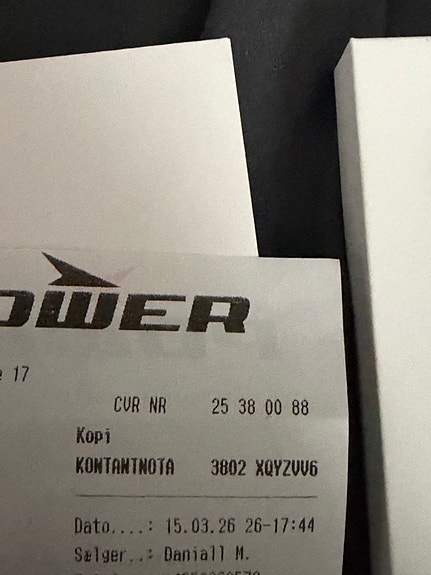 POWER
e 17
CVR NR 25 38 00 88
Kopi
KONTANTNOTA 3802 XQYZVV6
Dato....: 15.03.26 26-17:44
Sælger..: Daniall M.